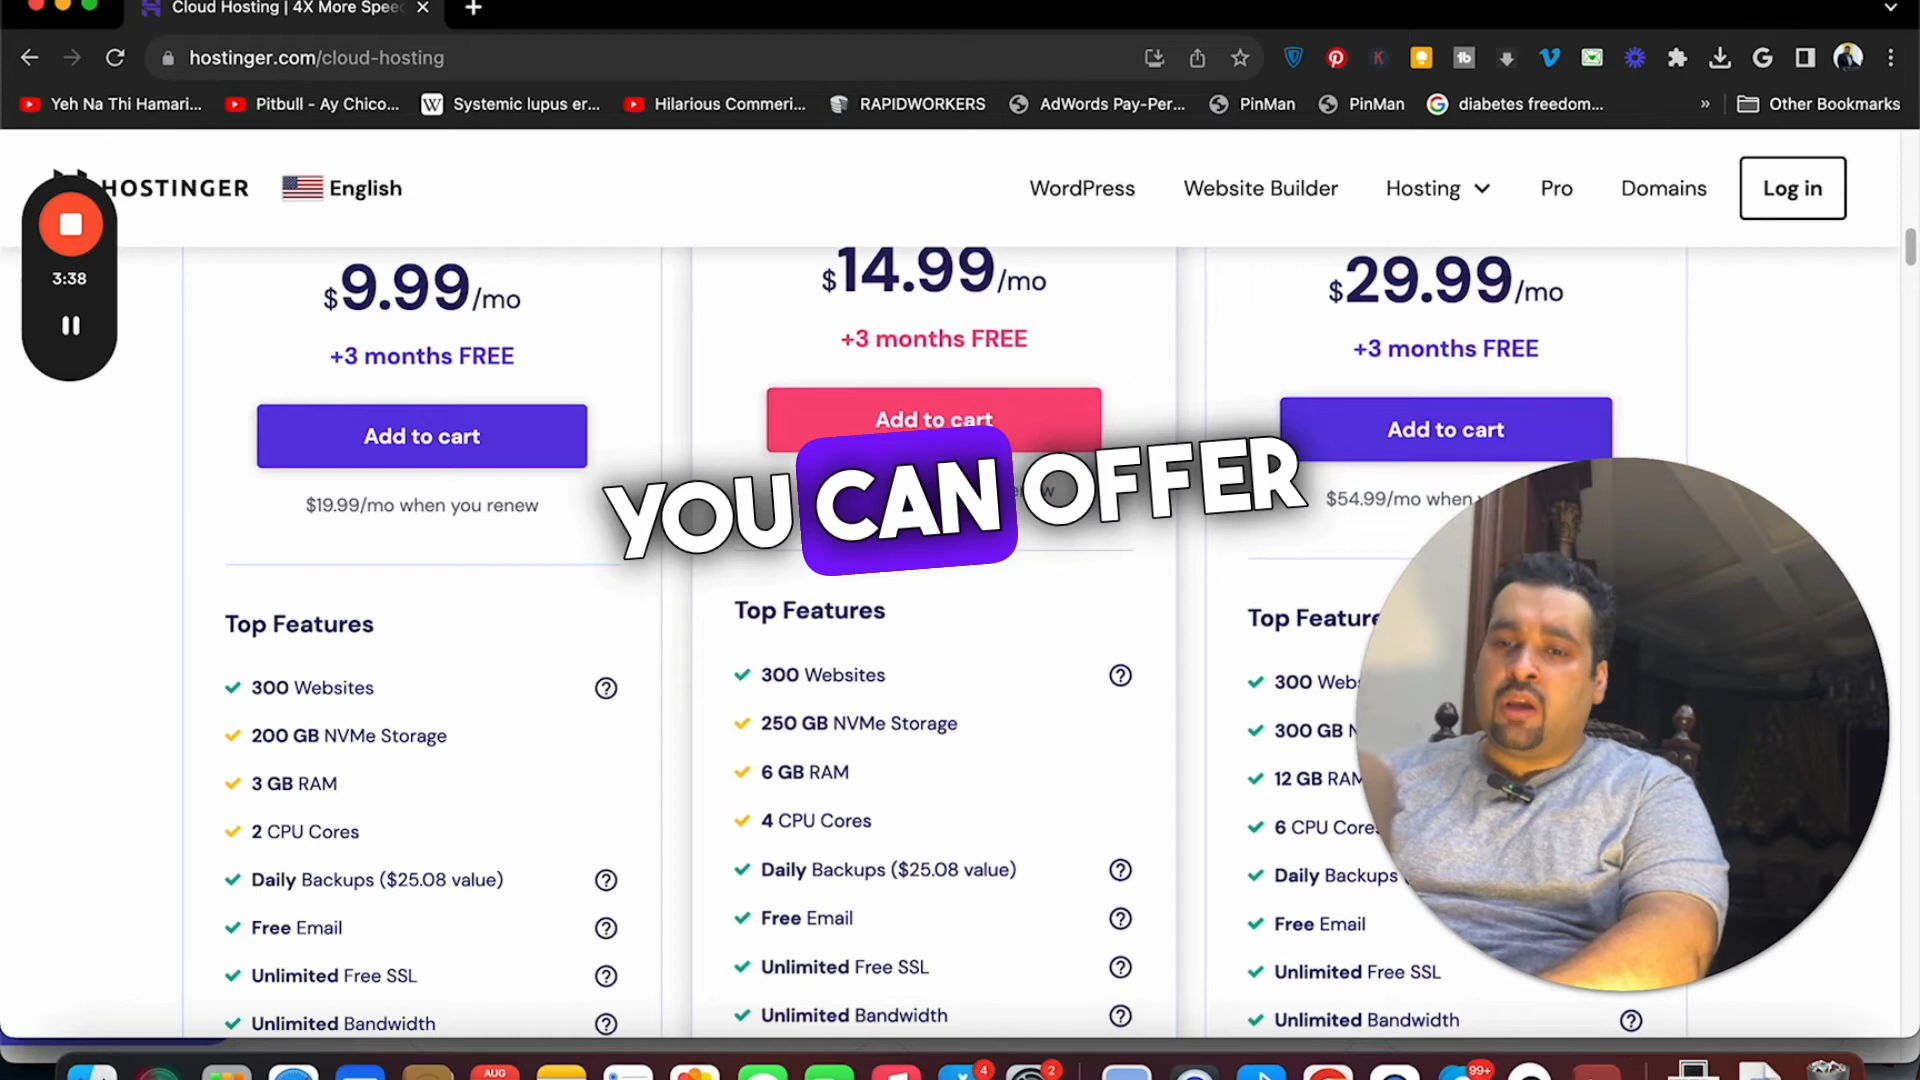 Cloud Hosting | 4X More Spee
hostinger.com/cloud-hosting
Yeh Na Thi Hamari...
Pitbull - Ay Chico...
Systemic lupus er...
Hilarious Commeri...
RAPIDWORKERS
AdWords Pay-Per...
PinMan
PinMan
diabetes freedom...
»
Other Bookmarks
HOSTINGER
English
WordPress
Website Builder
Hosting
Pro
Domains
Log in
3:38
$9.99/mo
+3 months FREE
Add to cart
$19.99/mo when you renew
Top Features
300 Websites
200 GB NVMe Storage
3 GB RAM
2 CPU Cores
Daily Backups ($25.08 value)
Free Email
Unlimited Free SSL
Unlimited Bandwidth
$14.99/mo
+3 months FREE
Add to cart
YOU CAN OFFER
Top Features
300 Websites
250 GB NVMe Storage
6 GB RAM
4 CPU Cores
Daily Backups ($25.08 value)
Free Email
Unlimited Free SSL
Unlimited Bandwidth
$29.99/mo
+3 months FREE
Add to cart
$54.99/mo when
Top Feature
300 Web
300 GB
12 GB RAM
6 CPU Cores
Daily Backups
Free Email
Unlimited Free SSL
Unlimited Bandwidth
AUG
4
2
99+